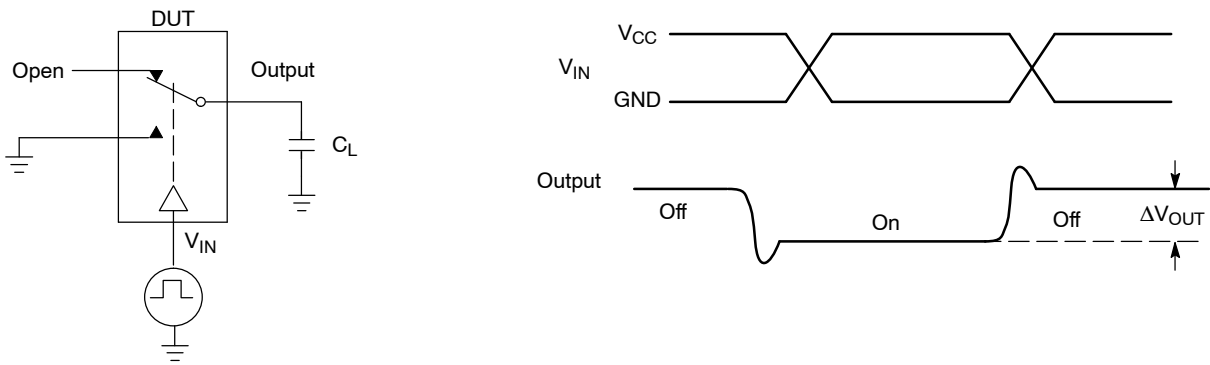 DUT
Open
Output
C_L
V_IN
V_CC
V_IN
GND
Output
Off
On
Off
ΔV_OUT